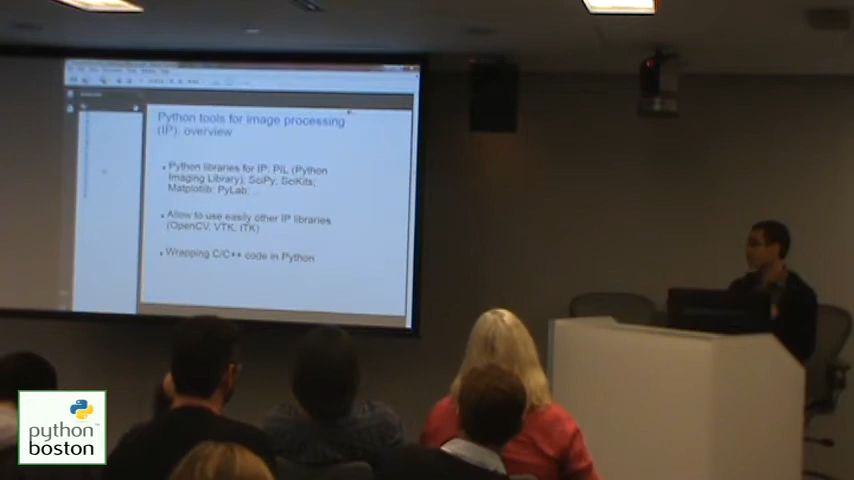 Python tools for image processing
(IP): overview
Python libraries for IP: PIL (Python
Imaging Library); SciPy; SciKits;
Matplotlib; PyLab; ...
Allow to use easily other IP libraries
(OpenCV, VTK, ITK)
Wrapping C/C++ code in Python
python
boston